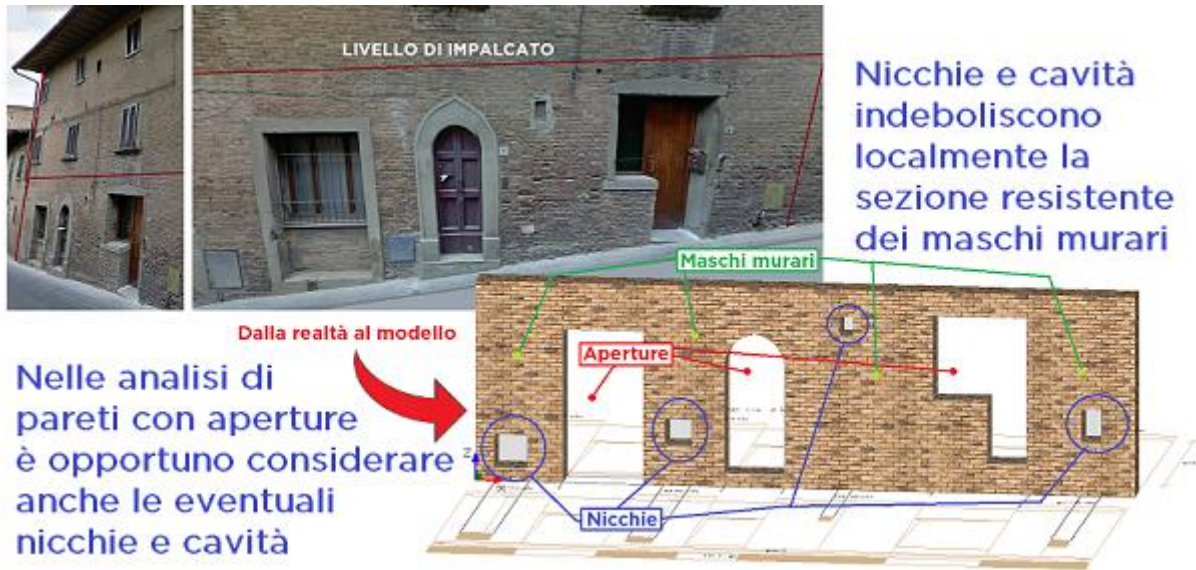 LIVELLO DI IMPALCATO
Nicchie e cavità
indeboliscono
localmente la
sezione resistente
dei maschi murari
Maschi murari
Dalla realtà al modello
Aperture
Nelle analisi di
pareti con aperture
è opportuno considerare
anche le eventuali
nicchie e cavità
Z
X
Nicchie